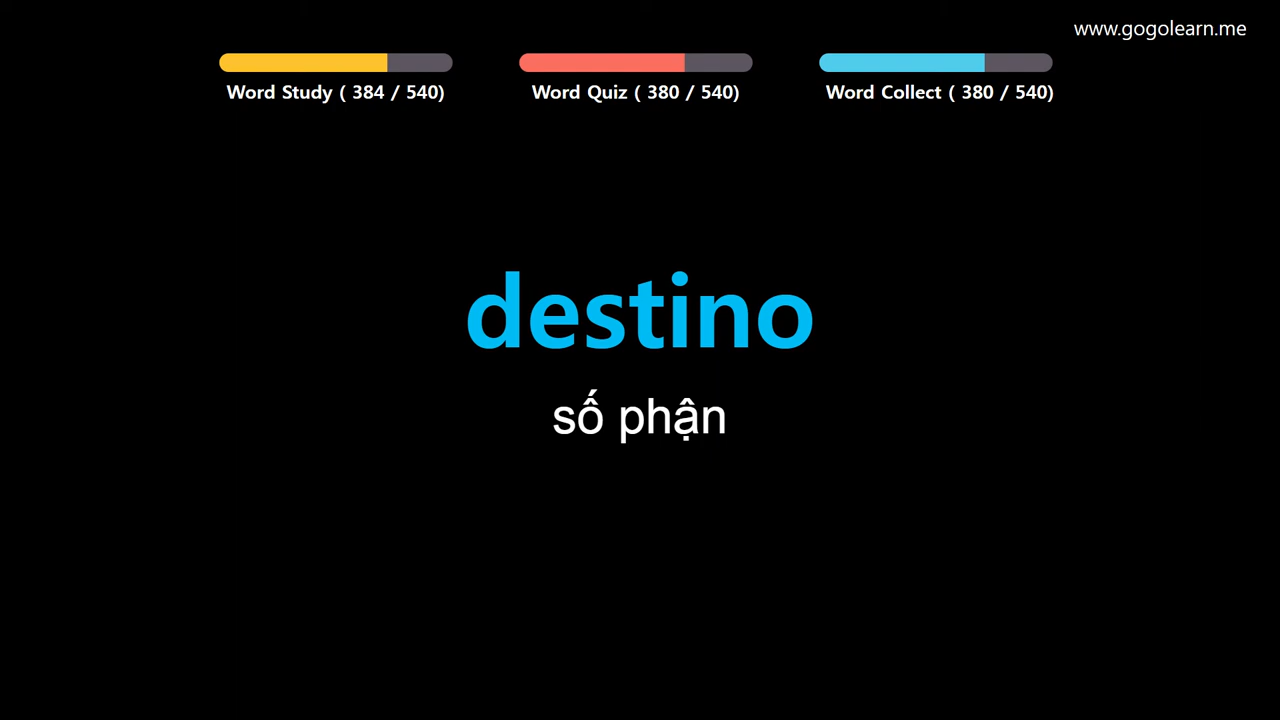 www.gogolearn.me
Word Study ( 384 / 540)
Word Quiz ( 380 / 540)
Word Collect ( 380 / 540)
destino
số phận